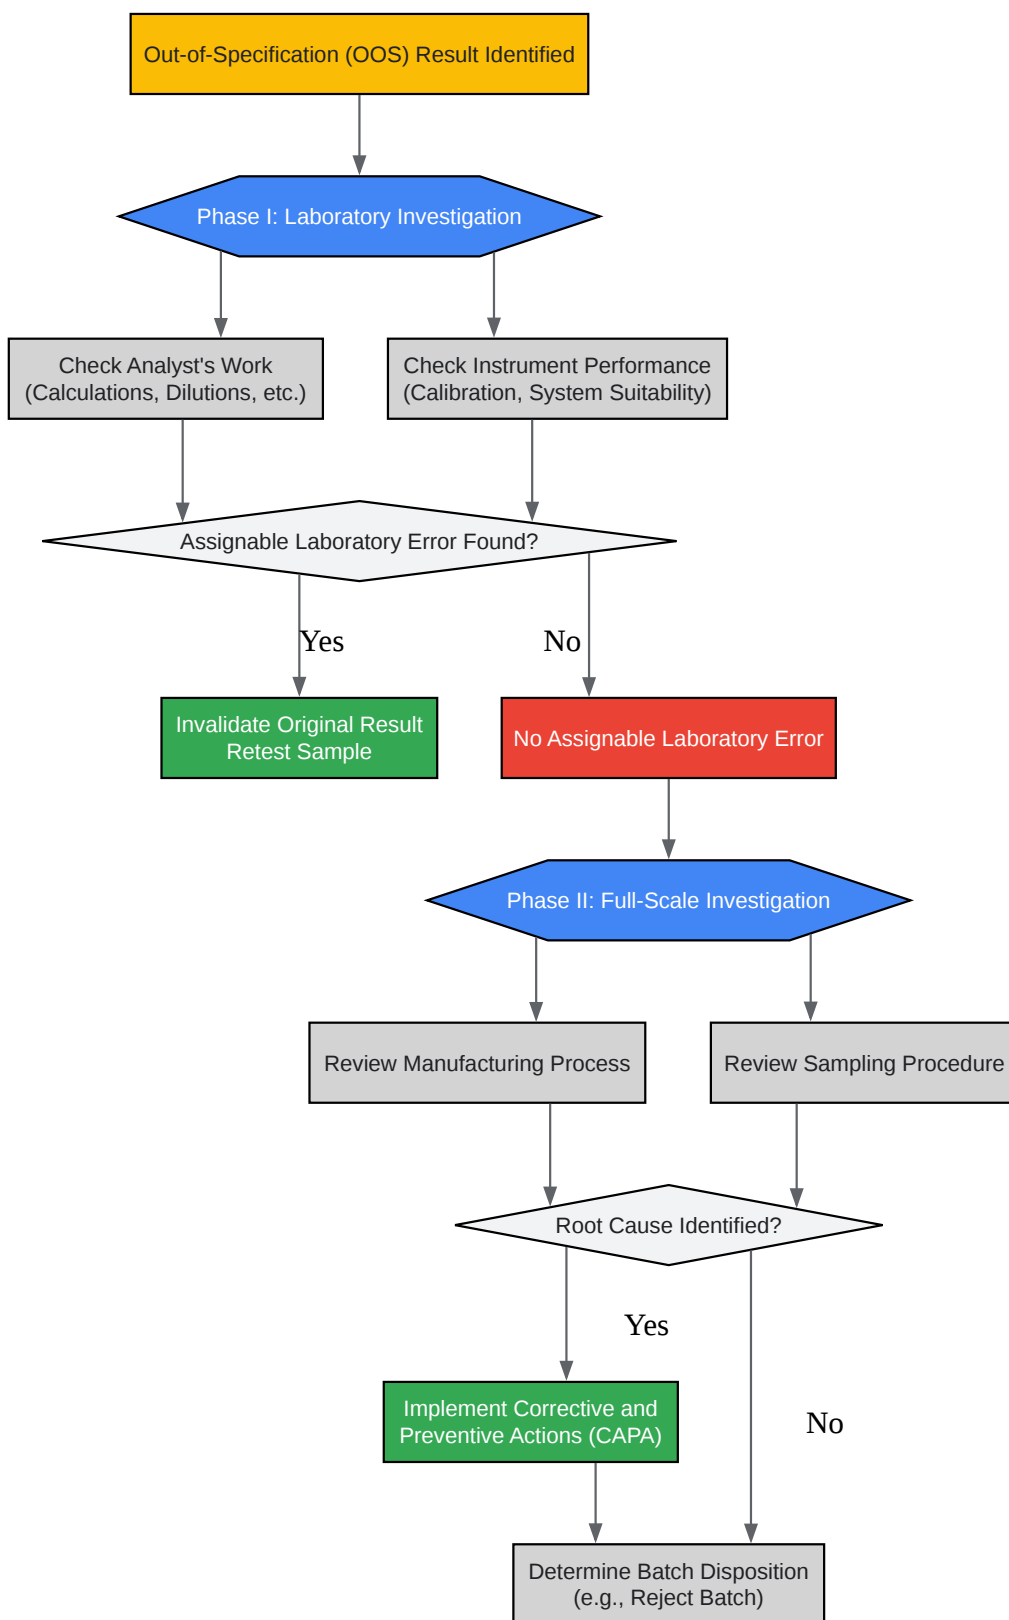 Out-of-Specification (OOS) Result Identified
Phase I: Laboratory Investigation
Check Analyst's Work
(Calculations, Dilutions, etc.)
Check Instrument Performance
(Calibration, System Suitability)
Assignable Laboratory Error Found?
Yes
No
Invalidate Original Result
Retest Sample
No Assignable Laboratory Error
Phase II: Full-Scale Investigation
Review Manufacturing Process
Review Sampling Procedure
Root Cause Identified?
Yes
Implement Corrective and
Preventive Actions (CAPA)
No
Determine Batch Disposition
(e.g., Reject Batch)